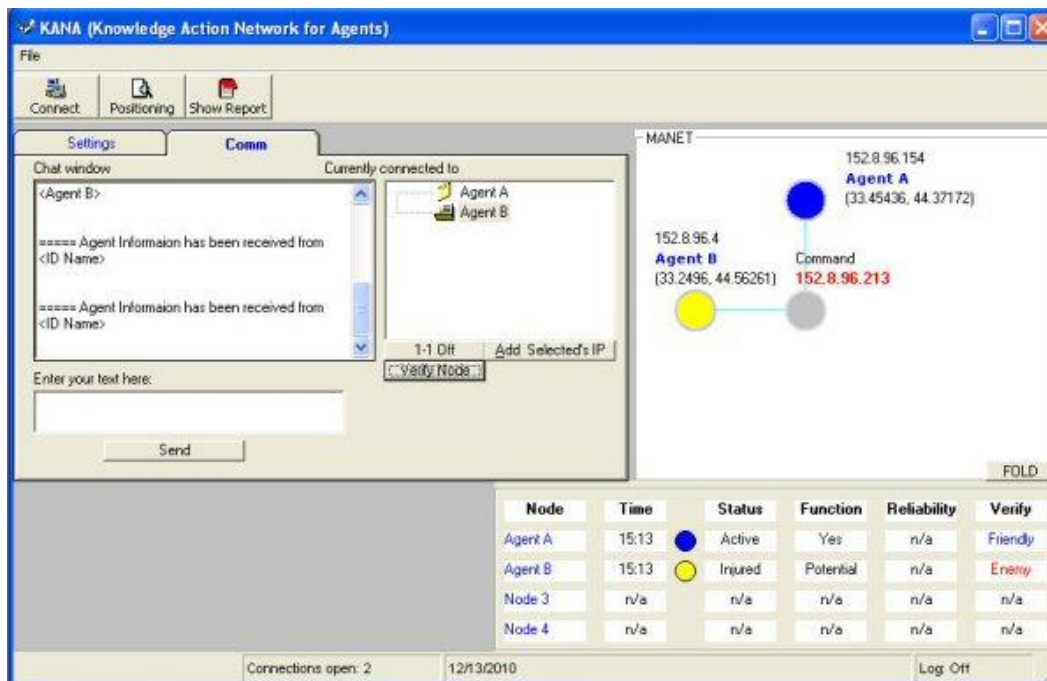 KANA (Knowledge Action Network for Agents)
File
Connect Positioning Show Report
Settings Comm
Chat window
<Agent B>
===== Agent Informaion has been received from
<ID Name>
===== Agent Informaion has been received from
<ID Name>
Enter your text here:
Send
Currently connected to
Agent A
Agent B
1-1 Off Add Selected's IP
Verify Node
MANET
152.8.96.154
Agent A
(33.45436, 44.37172)
152.8.96.4
Agent B
(33.2496, 44.56261)
Command
152.8.96.213
FOLD
Node Time Status Function Reliability Verify
Agent A 15:13 Active Yes n/a Friendly
Agent B 15:13 Injured Potential n/a Enemy
Node 3 n/a n/a n/a n/a n/a
Node 4 n/a n/a n/a n/a n/a
Connections open: 2 12/13/2010 Log: Off